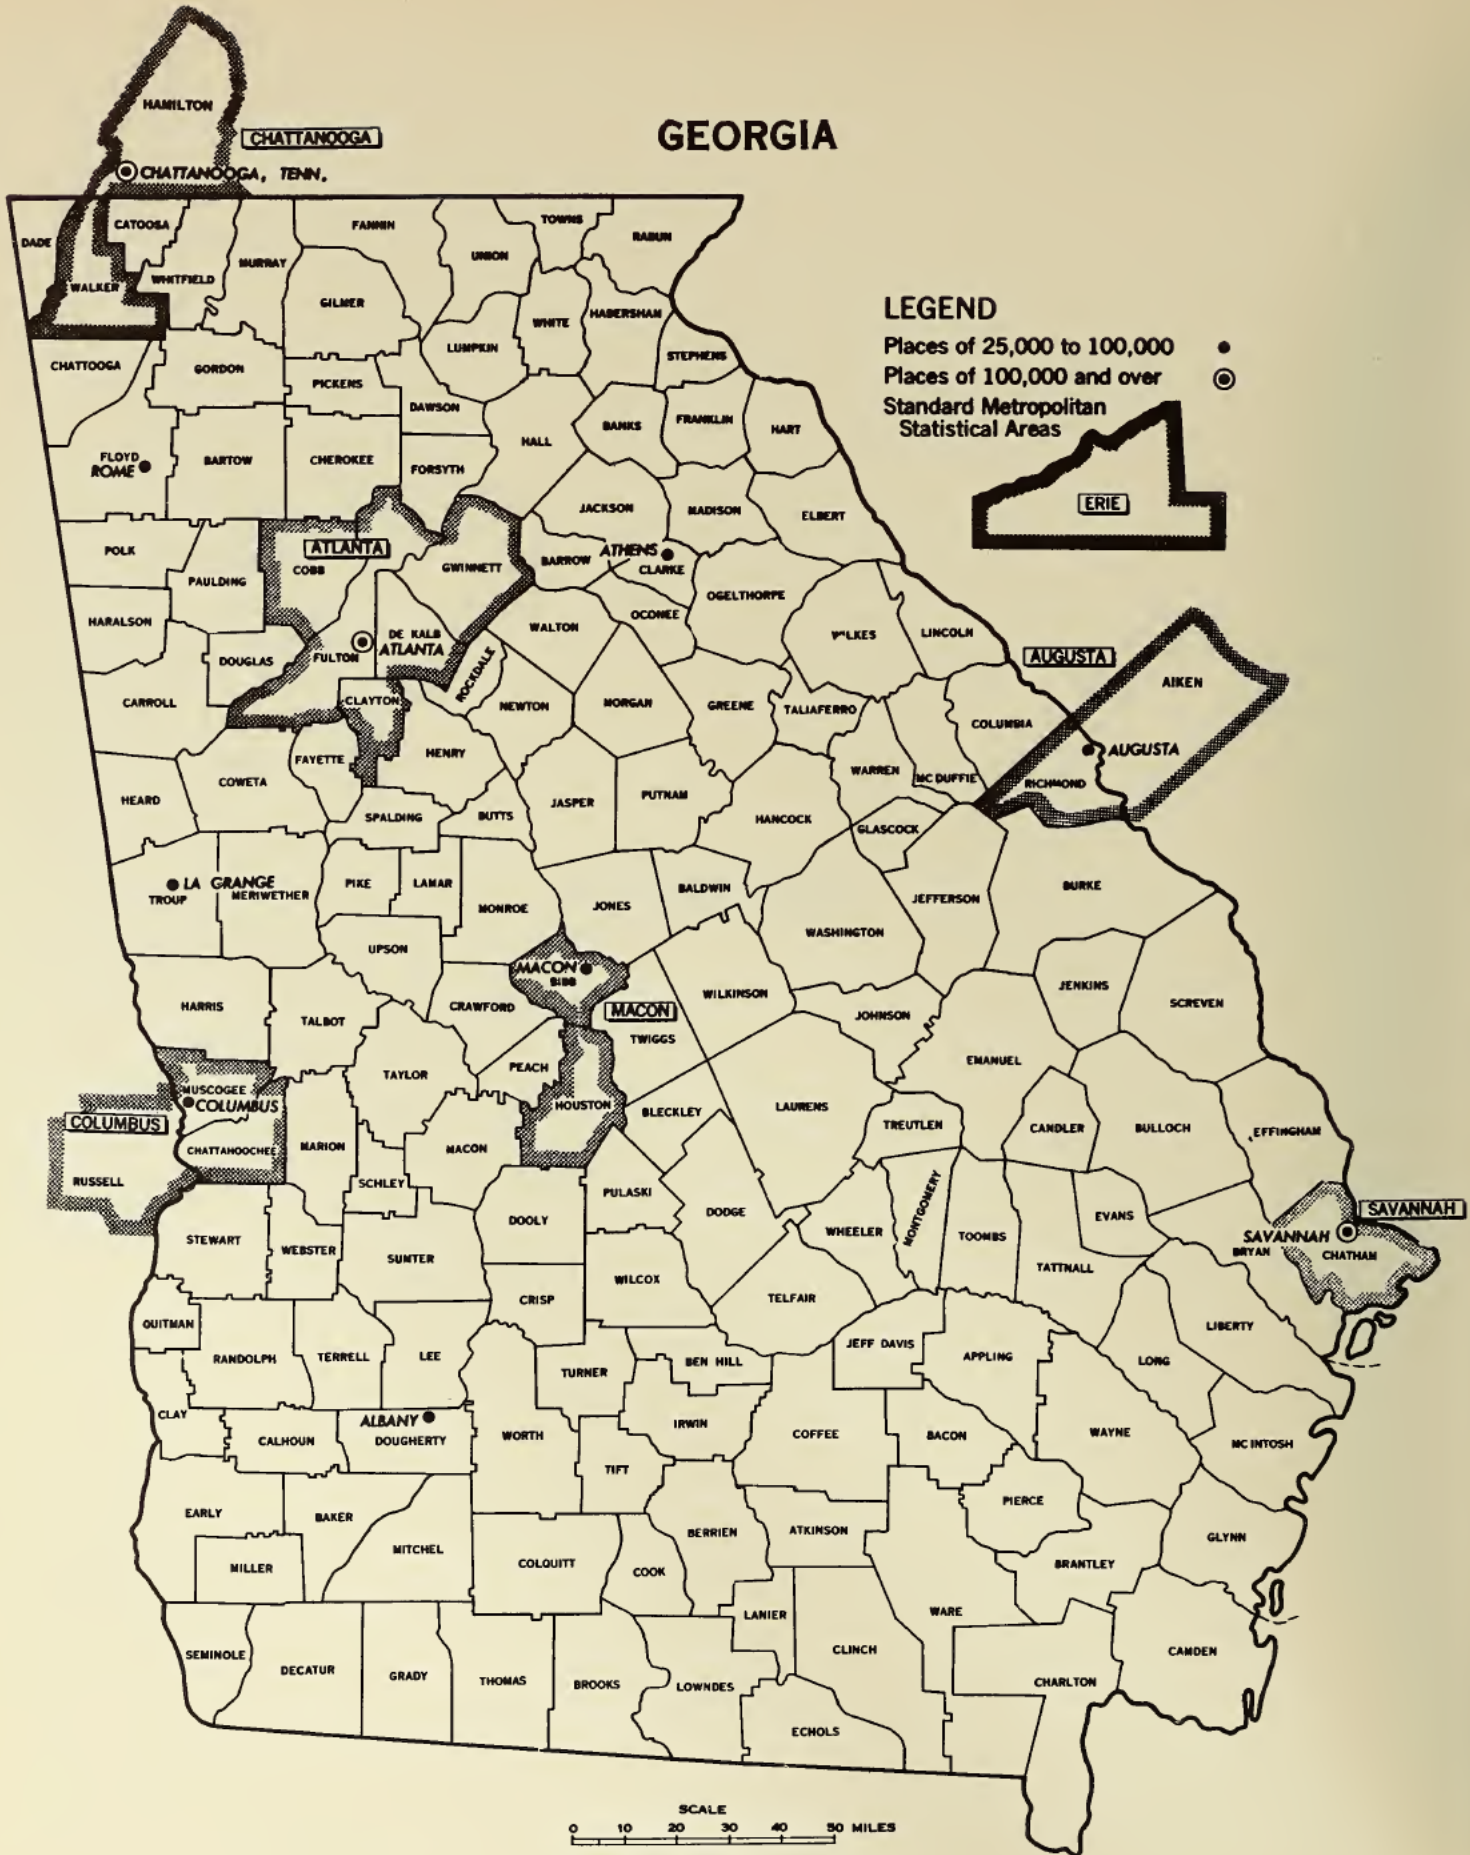 GEORGIA
HAMILTON
CHATTANOOGA
CHATTANOOGA, TENN.
LEGEND
Places of 25,000 to 100,000
Places of 100,000 and over
Standard Metropolitan
Statistical Areas
ERIE
DADE
CATOOSA
WALKER
WHITFIELD
MURRAY
FANNIN
GILMER
UNION
TOWNS
RABUN
WHITE
HABERSHAM
LUMPKIN
STEPHENS
CHATTOOGA
GORDON
PICKENS
DAWSON
HALL
BANKS
FRANKLIN
HART
FLOYD
ROME
BARTOW
CHEROKEE
FORSYTH
JACKSON
MADISON
ELBERT
POLK
PAULDING
ATLANTA
COBB
GWINNETT
BARROW
ATHENS
CLARKE
OCONEE
OGELTHORPE
HARALSON
DOUGLAS
FULTON
DE KALB
ATLANTA
ROCKDALE
WALTON
WILKES
LINCOLN
AUGUSTA
AIKEN
CARROLL
CLAYTON
NEWTON
MORGAN
GREENE
TALIAFERRO
COLUMBIA
AUGUSTA
FAYETTE
HENRY
COWETA
WARREN
MC DUFFIE
RICHMOND
HEARD
SPALDING
BUTTS
JASPER
PUTNAM
HANCOCK
GLASCOCK
LA GRANGE
TROUP
MERIWETHER
PIKE
LAMAR
MONROE
JONES
BALDWIN
JEFFERSON
BURKE
UPSON
WASHINGTON
MACON
BIBB
MACON
WILKINSON
JENKINS
SCREVEN
HARRIS
TALBOT
CRAWFORD
TWIGGS
JOHNSON
TAYLOR
PEACH
EMANUEL
MUSCOGEE
COLUMBUS
COLUMBUS
HOUSTON
BLECKLEY
LAURENS
TREUTLEN
CANDLER
BULLOCH
EFFINGHAM
CHATTAHOOCHEE
MARION
MACON
RUSSELL
SCHLEY
PULASKI
DODGE
MONTGOMERY
STEWART
WEBSTER
SUMTER
DOOLY
WHEELER
TOOMBS
EVANS
TATTNALL
SAVANNAH
SAVANNAH
BRYAN
CHATHAM
WILCOX
CRISP
TELFAIR
QUITMAN
RANDOLPH
TERRELL
LEE
TURNER
BEN HILL
JEFF DAVIS
APPLING
LONG
LIBERTY
CLAY
CALHOUN
ALBANY
DOUGHERTY
WORTH
IRWIN
COFFEE
BACON
WAYNE
MC INTOSH
TIFT
EARLY
BAKER
MILLER
MITCHEL
COLQUITT
COOK
BERRIEN
ATKINSON
PIERCE
BRANTLEY
GLYNN
LANIER
WARE
CLINCH
SEMINOLE
DECATUR
GRADY
THOMAS
BROOKS
LOWNDES
ECHOLS
CHARLTON
CAMDEN
SCALE
0 10 20 30 40 50 MILES